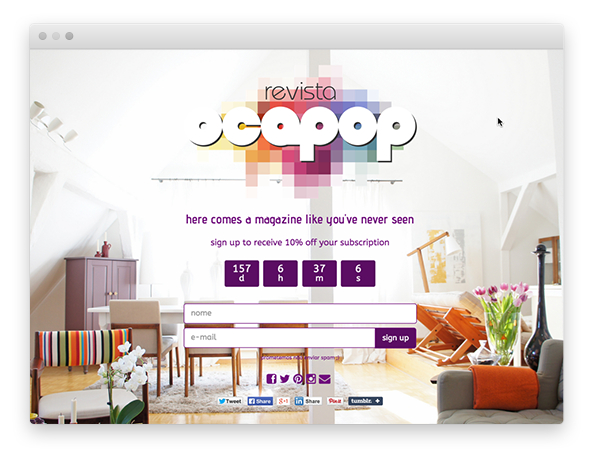 revista
ocapop
here comes a magazine like you've never seen
sign up to receive 10% off your subscription
157 6 37 6
d h m s
nome
e-mail sign up
prometemos não enviar spam
Tweet Share +1 Share Pin it tumblr. +